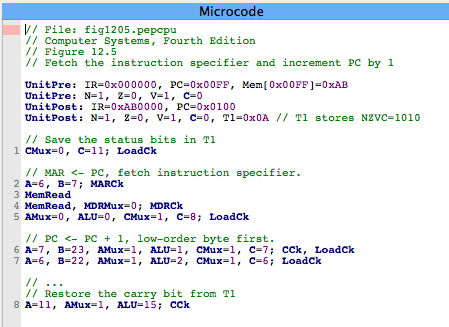 Microcode
// File: fig1205.pepcpu
// Computer Systems, Fourth Edition
// Figure 12.5
// Fetch the instruction specifier and increment PC by 1
UnitPre: IR=0x000000, PC=0x00FF, Mem[0x00FF]=0xAB
UnitPre: N=1, Z=0, V=1, C=0
UnitPost: IR=0xAB0000, PC=0x0100
UnitPost: N=1, Z=0, V=1, C=0, T1=0x0A // T1 stores NZVC=1010
// Save the status bits in T1
1 CMux=0, C=11; LoadCk
// MAR <- PC, fetch instruction specifier.
2 A=6, B=7; MARCk
3 MemRead
4 MemRead, MDRMux=0; MDRCk
5 AMux=0, ALU=0, CMux=1, C=8; LoadCk
// PC <- PC + 1, low-order byte first.
6 A=7, B=23, AMux=1, ALU=1, CMux=1, C=7; CCk, LoadCk
7 A=6, B=22, AMux=1, ALU=2, CMux=1, C=6; LoadCk
// ...
// Restore the carry bit from T1
8 A=11, AMux=1, ALU=15; CCk